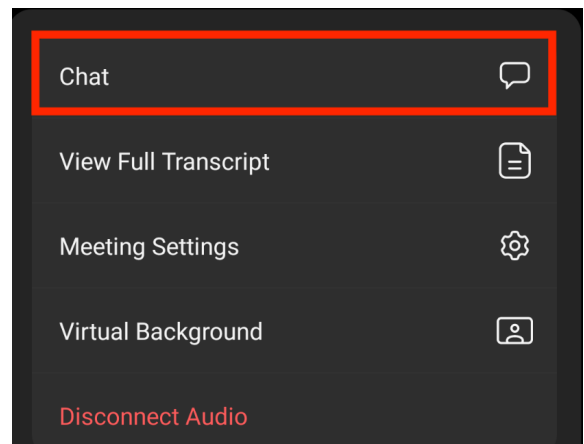 Chat
View Full Transcript
Meeting Settings
Virtual Background
Disconnect Audio